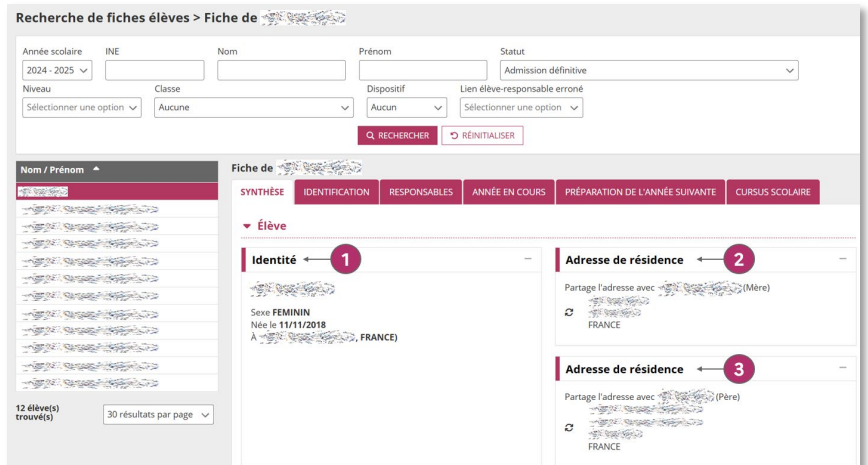 Recherche de fiches élèves > Fiche de
Année scolaire INE Nom Prénom Statut
2024 - 2025 Admission définitive
Niveau Classe Dispositif Lien élève-responsable erroné
Sélectionner une option Aucune Aucun Sélectionner une option
RECHERCHER RÉINITIALISER
Nom / Prénom
Fiche de
SYNTHÈSE IDENTIFICATION RESPONSABLES ANNÉE EN COURS PRÉPARATION DE L'ANNÉE SUIVANTE CURSUS SCOLAIRE
Élève
Identité 1
Sexe FEMININ
Née le 11/11/2018
À , FRANCE)
Adresse de résidence 2
Partage l'adresse avec (Mère)
FRANCE
Adresse de résidence 3
Partage l'adresse avec (Père)
FRANCE
12 élève(s)
trouvé(s)
30 résultats par page